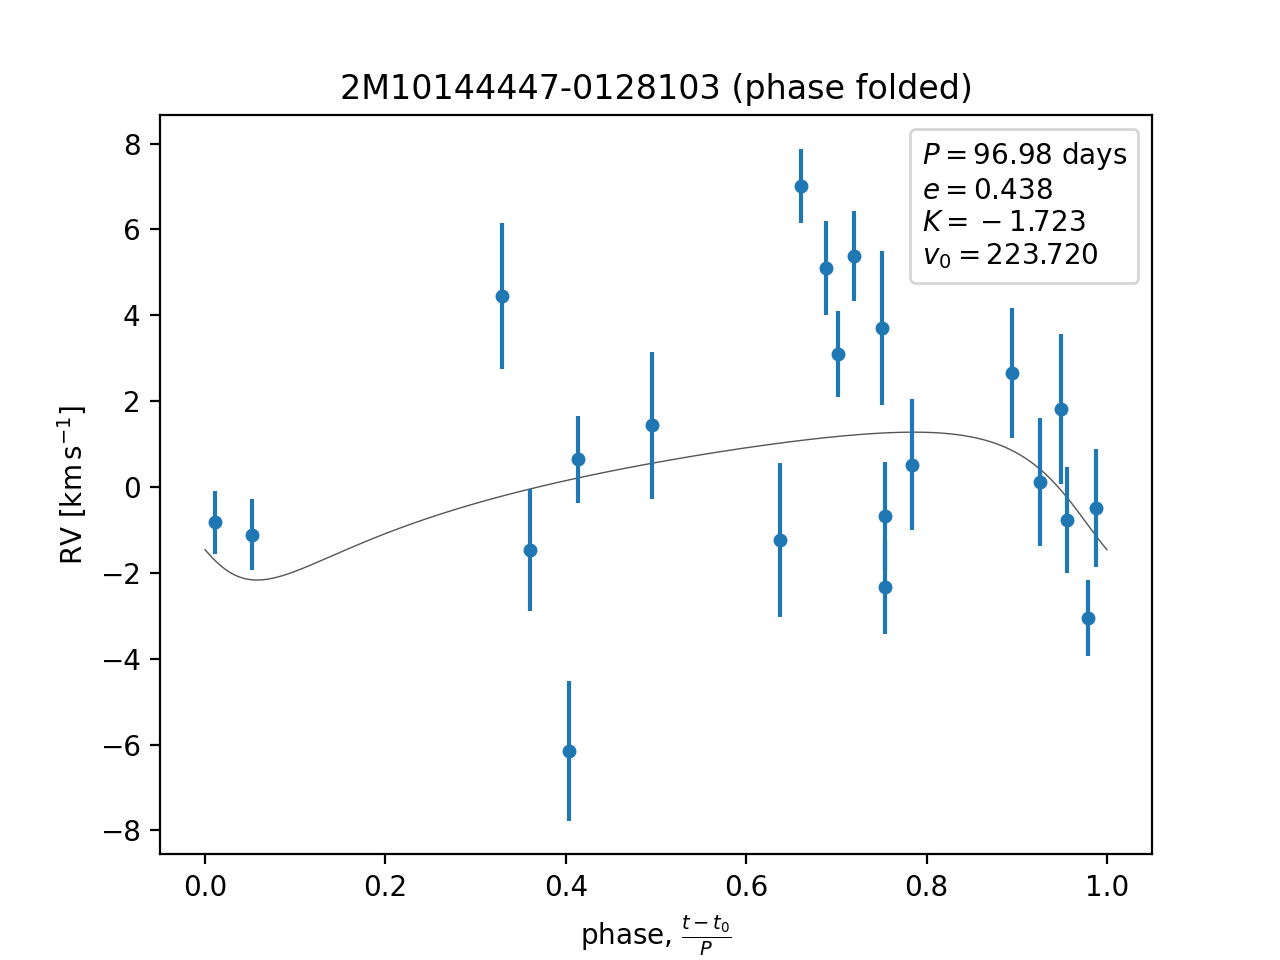 2M10144447-0128103 (phase folded)
P = 96.98 days
e = 0.438
K = −1.723
v₀ = 223.720
RV [km s⁻¹]
8
6
4
2
0
−2
−4
−6
−8
0.0 0.2 0.4 0.6 0.8 1.0
phase, (t − t₀)/P